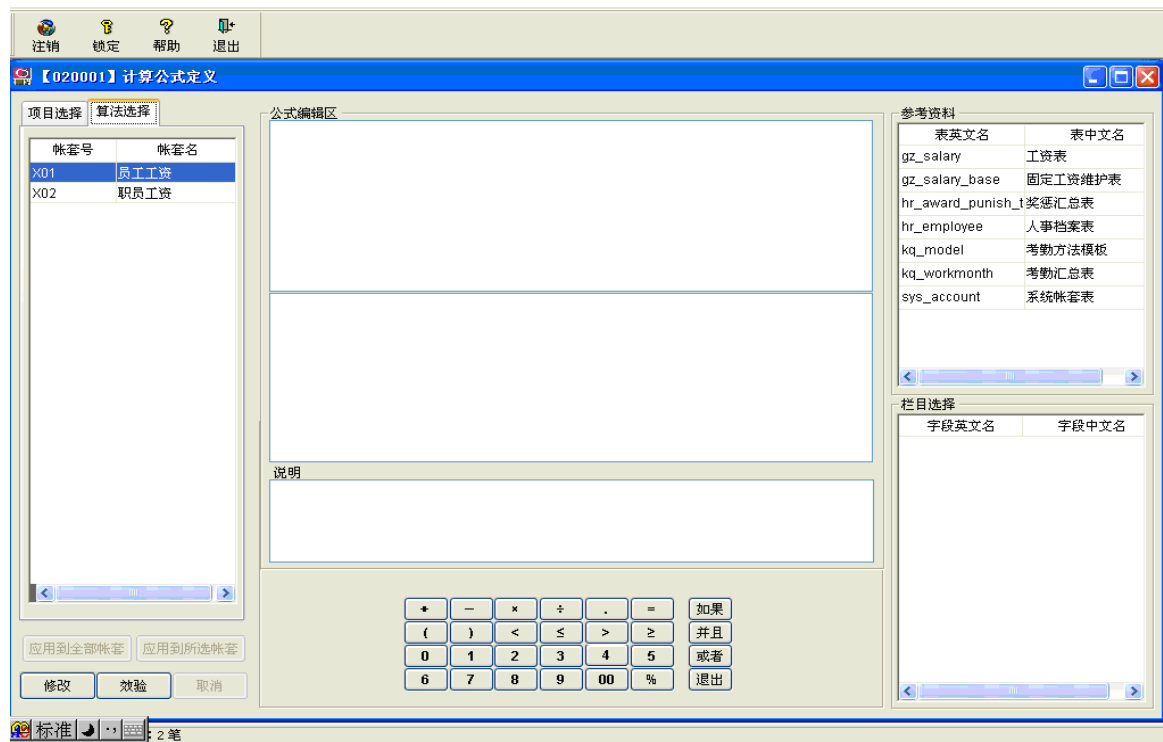 注销 锁定 帮助 退出
【020001】计算公式定义
项目选择 算法选择
帐套号 帐套名
X01 员工工资
X02 职员工资
应用到全部帐套 应用到所选帐套
修改 效验 取消
公式编辑区
说明
+ － × ÷ . = 如果
( ) < ≤ > ≥ 并且
0 1 2 3 4 5 或者
6 7 8 9 00 % 退出
参考资料
表英文名 表中文名
gz_salary 工资表
gz_salary_base 固定工资维护表
hr_award_punish_t 奖惩汇总表
hr_employee 人事档案表
kq_model 考勤方法模板
kq_workmonth 考勤汇总表
sys_account 系统帐套表
栏目选择
字段英文名 字段中文名
标准 : 2 笔